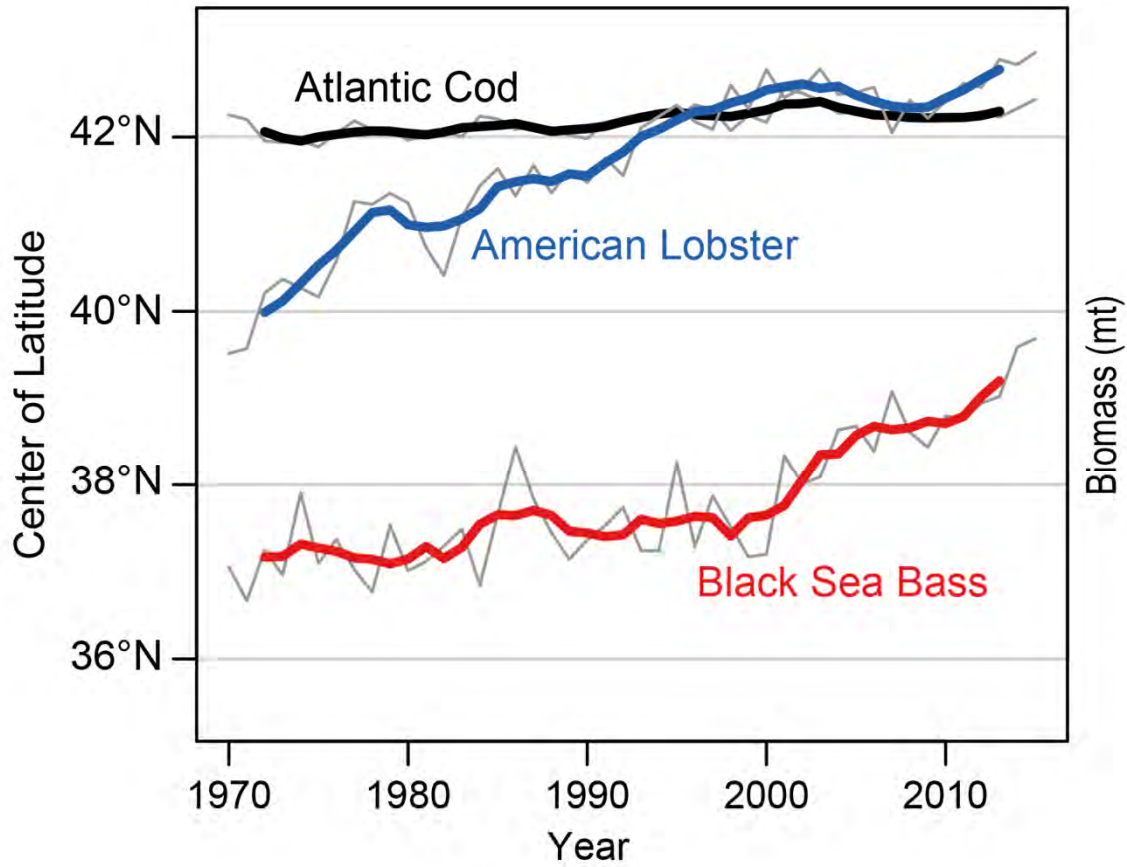 Atlantic Cod
American Lobster
Black Sea Bass
Center of Latitude
42°N
40°N
38°N
36°N
Biomass (mt)
1970
1980
1990
2000
2010
Year